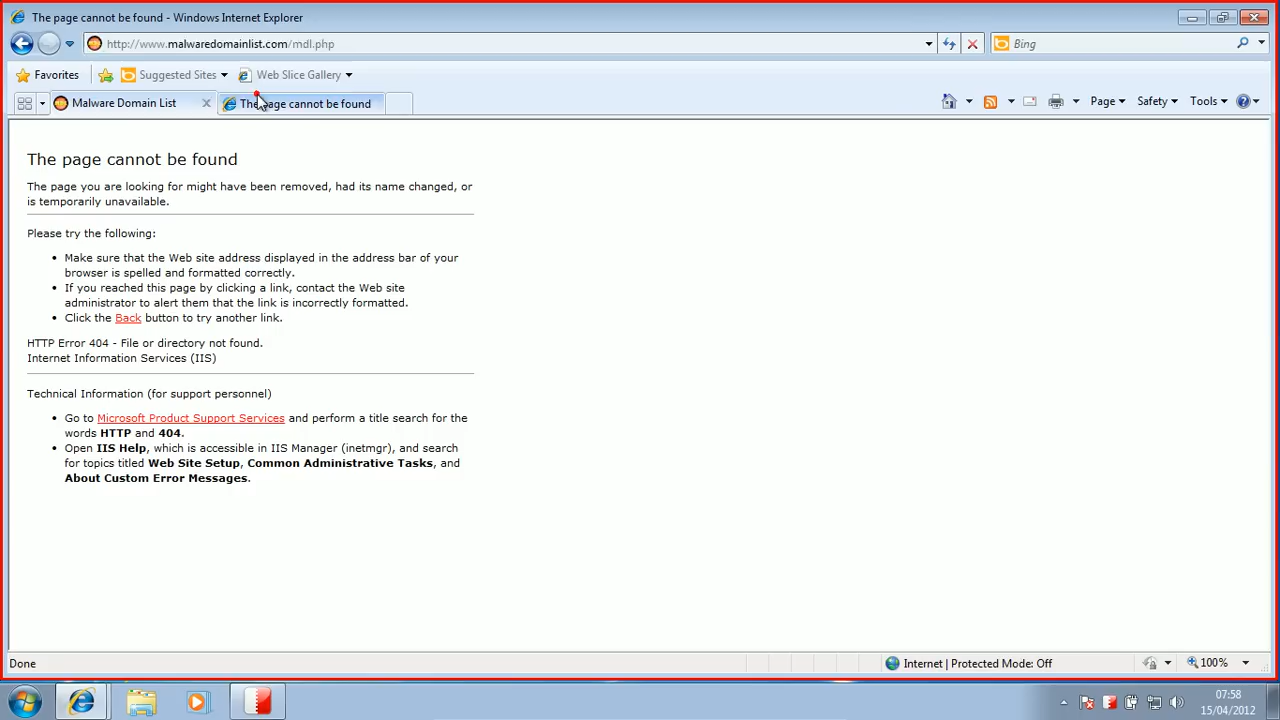 The page cannot be found - Windows Internet Explorer
http://www.malwaredomainlist.com/mdl.php
Bing
Favorites
Suggested Sites
Web Slice Gallery
Malware Domain List
The page cannot be found
Page
Safety
Tools
The page cannot be found
The page you are looking for might have been removed, had its name changed, or
is temporarily unavailable.
Please try the following:
• Make sure that the Web site address displayed in the address bar of your
browser is spelled and formatted correctly.
• If you reached this page by clicking a link, contact the Web site
administrator to alert them that the link is incorrectly formatted.
• Click the Back button to try another link.
HTTP Error 404 - File or directory not found.
Internet Information Services (IIS)
Technical Information (for support personnel)
• Go to Microsoft Product Support Services and perform a title search for the
words HTTP and 404.
• Open IIS Help, which is accessible in IIS Manager (inetmgr), and search
for topics titled Web Site Setup, Common Administrative Tasks, and
About Custom Error Messages.
Done
Internet | Protected Mode: Off
100%
07:58
15/04/2012